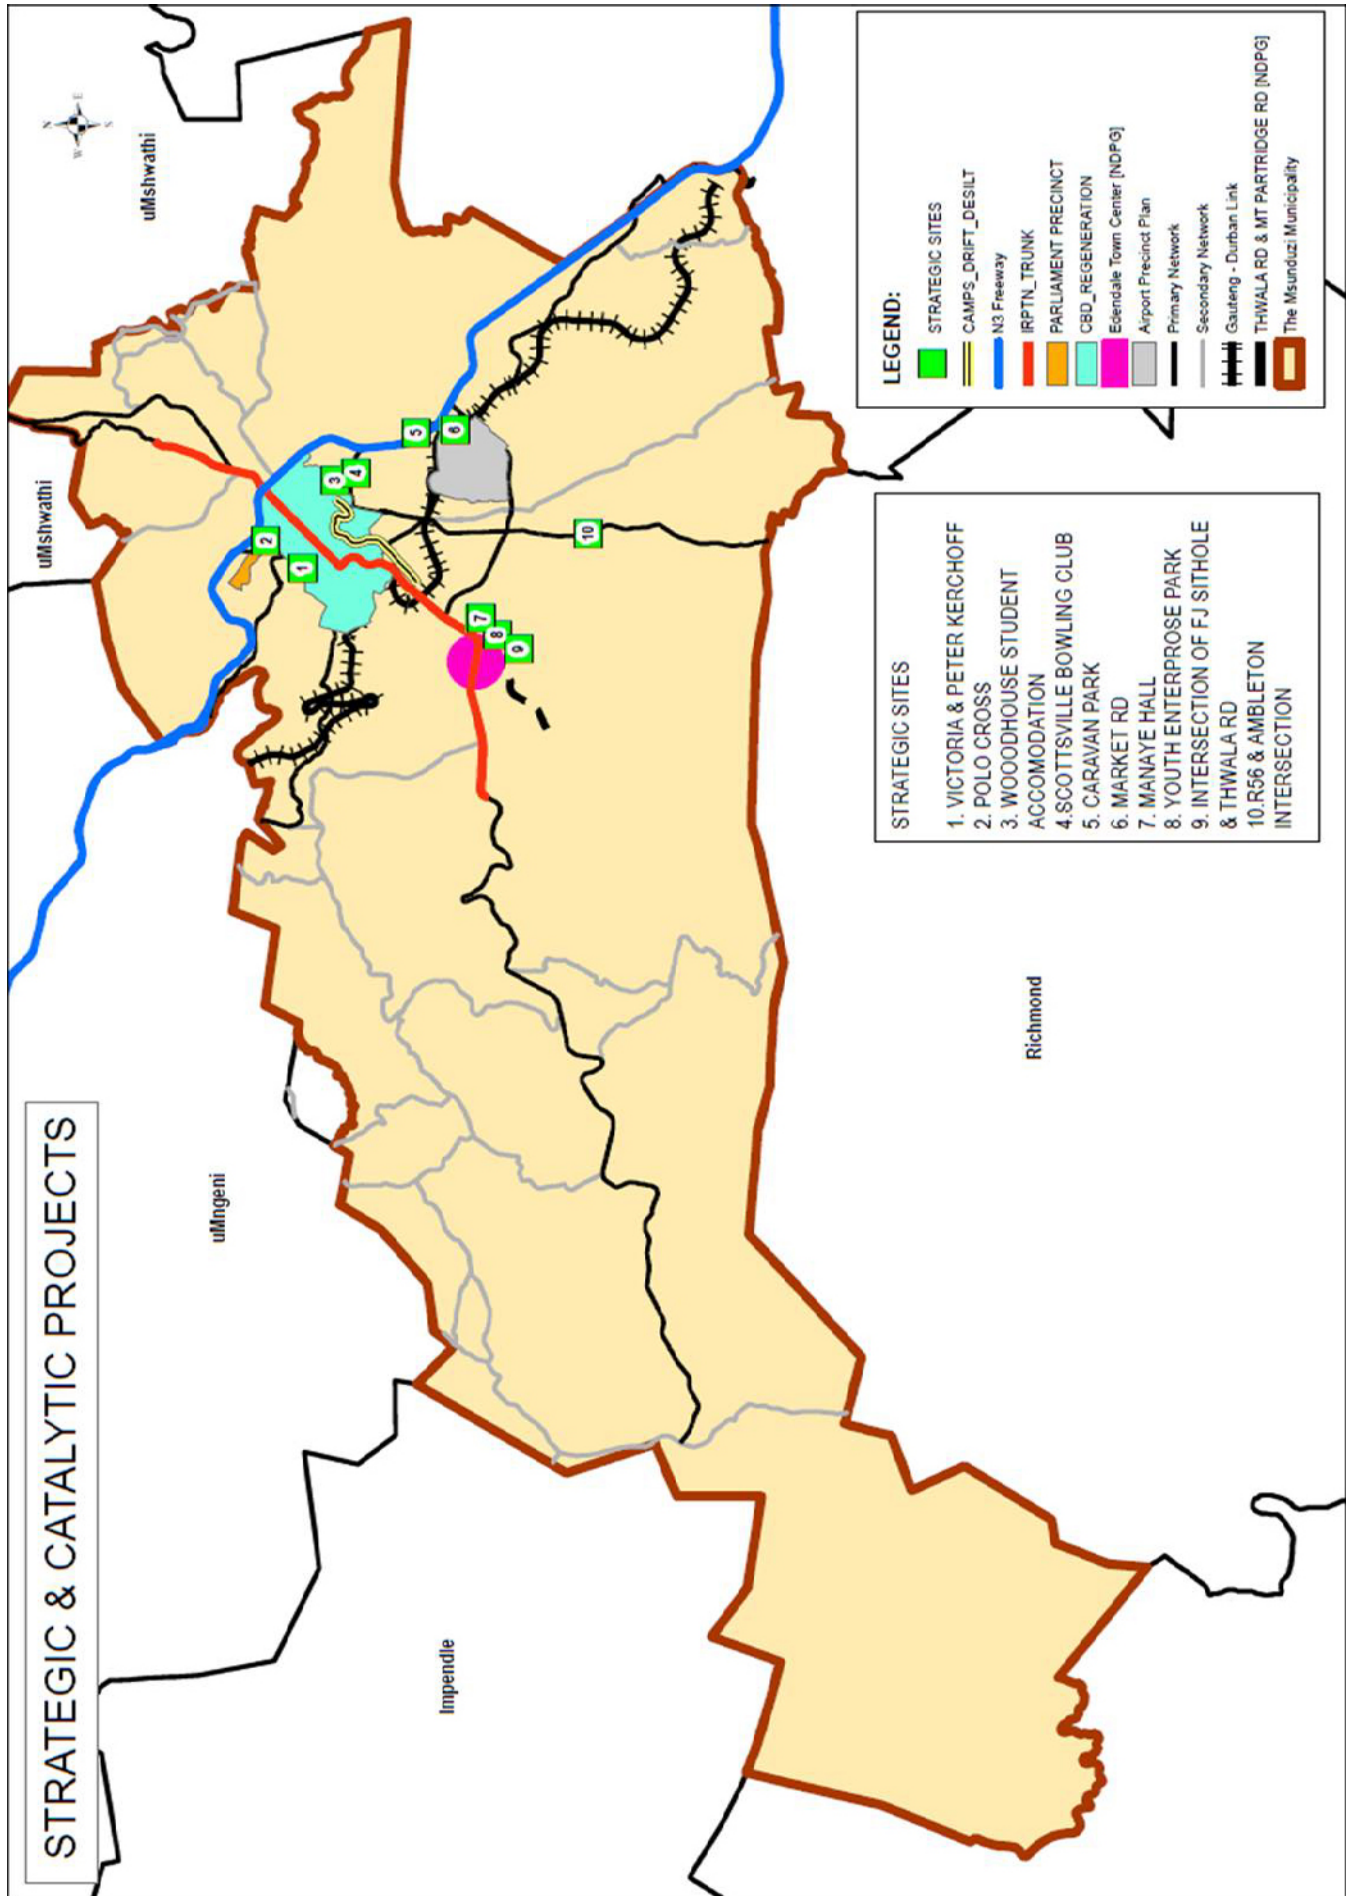 STRATEGIC & CATALYTIC PROJECTS
uMshwathi
uMshwathi
uMngeni
Impendle
Richmond
N
W
E
S
1
2
3
4
5
6
7
8
9
10
STRATEGIC SITES
1. VICTORIA & PETER KERCHOFF
2. POLO CROSS
3. WOOODHOUSE STUDENT
ACCOMODATION
4.SCOTTSVILLE BOWLING CLUB
5. CARAVAN PARK
6. MARKET RD
7. MANAYE HALL
8. YOUTH ENTERPROSE PARK
9. INTERSECTION OF FJ SITHOLE
& THWALA RD
10.R56 & AMBLETON
INTERSECTION
LEGEND:
STRATEGIC SITES
CAMPS_DRIFT_DESILT
N3 Freeway
IRPTN_TRUNK
PARLIAMENT PRECINCT
CBD_REGENERATION
Edendale Town Center [NDPG]
Airport Precinct Plan
Primary Network
Secondary Network
Gauteng - Durban Link
THWALA RD & MT PARTRIDGE RD [NDPG]
The Msunduzi Municipality